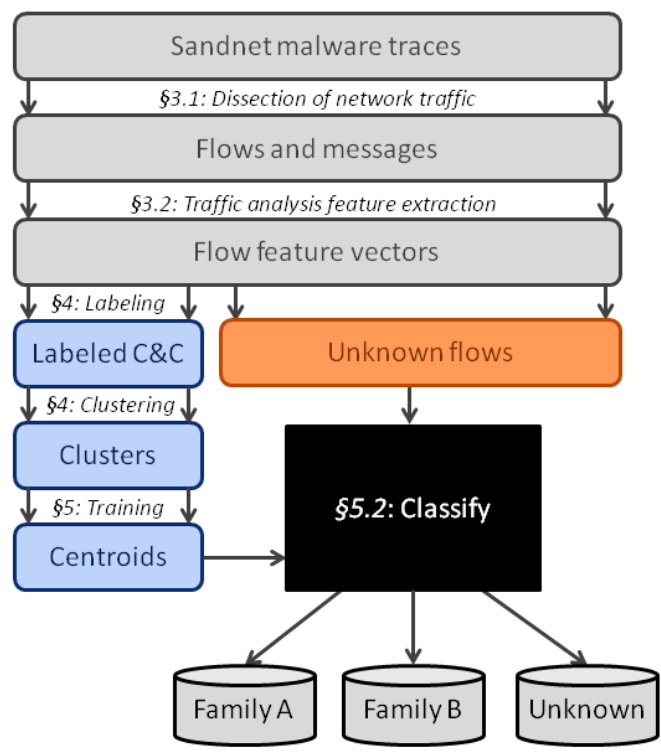 Sandnet malware traces
§3.1: Dissection of network traffic
Flows and messages
§3.2: Traffic analysis feature extraction
Flow feature vectors
§4: Labeling
Labeled C&C
Unknown flows
§4: Clustering
Clusters
§5.2: Classify
§5: Training
Centroids
Family A
Family B
Unknown